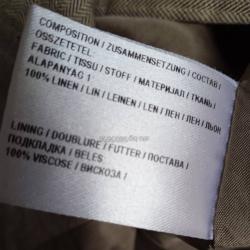 COMPOSITION / ZUSAMMENSETZUNG / СОСТАВ /
ÖSSZETÉTEL:
FABRIC / TISSU / STOFF / МАТЕРИЈАЛ / ТКАНЬ /
ALAPANYAG 1:
100% LINEN / LIN / LEINEN / LEN / ЛЕН / ЛЕН / ЛЬОН
LINING / DOUBLURE / FUTTER / ПОСТАВА /
ПОДКЛАДКА / BÉLÉS
100% VISCOSE / ВИСКОЗА /